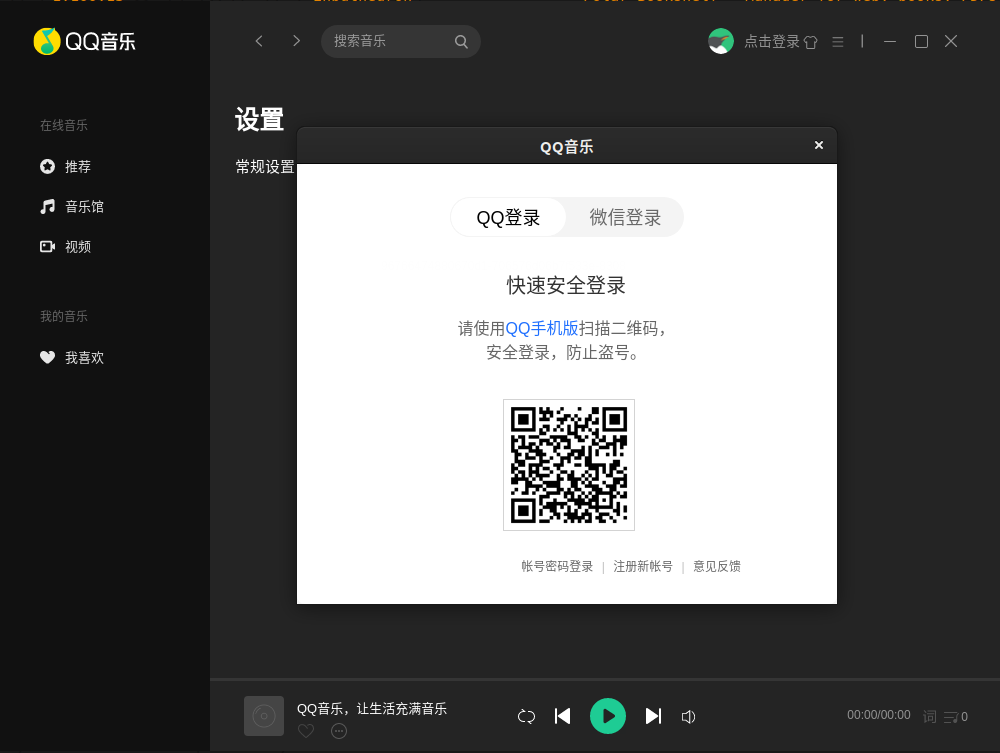 QQ音乐
搜索音乐
点击登录
在线音乐
推荐
音乐馆
视频
我的音乐
我喜欢
设置
常规设置
QQ音乐
QQ登录
微信登录
快速安全登录
请使用QQ手机版扫描二维码，
安全登录，防止盗号。
帐号密码登录 | 注册新帐号 | 意见反馈
QQ音乐，让生活充满音乐
00:00/00:00
词
0